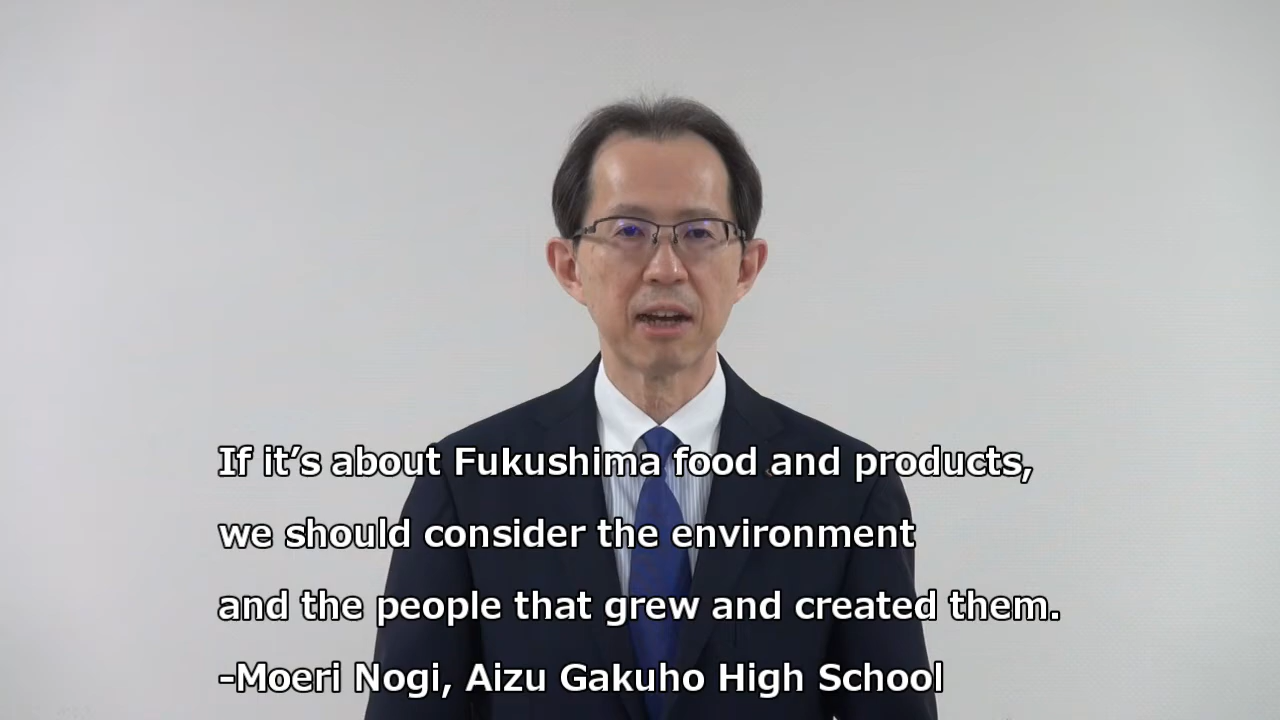 If it’s about Fukushima food and products,
we should consider the environment
and the people that grew and created them.
-Moeri Nogi, Aizu Gakuho High School